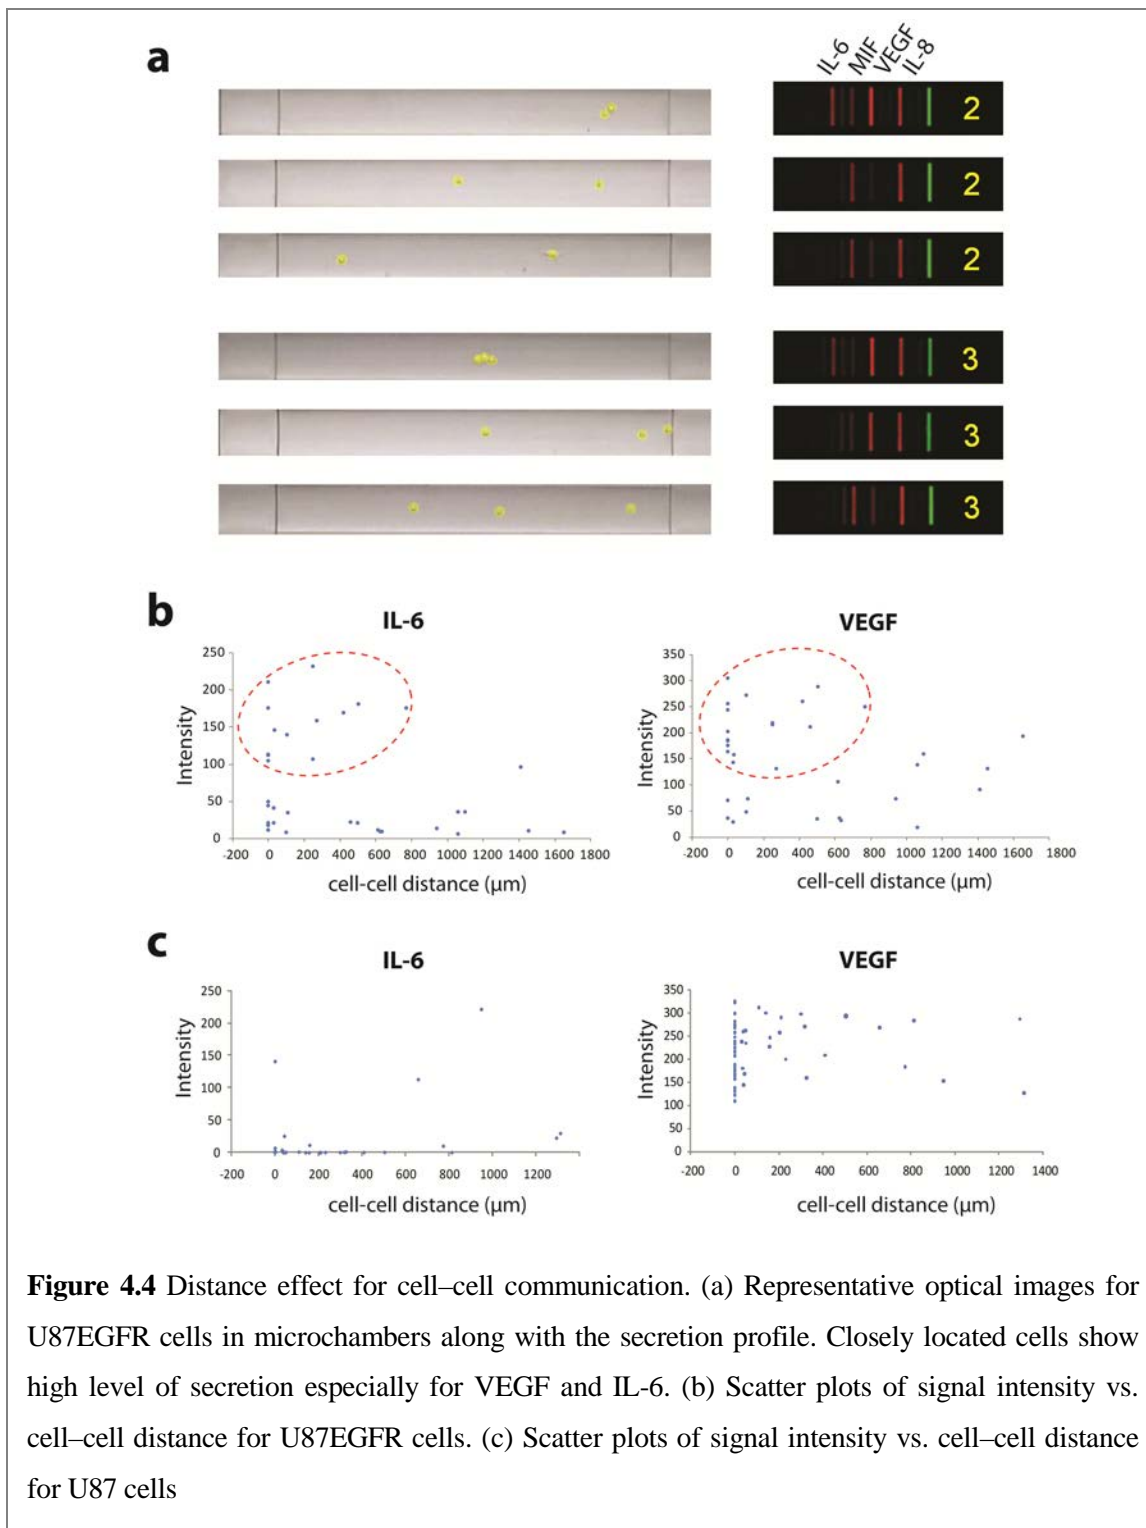 a
IL-6 MIF VEGF IL-8
2
2
2
3
3
3
b
IL-6
VEGF
250
200
150
100
50
0
Intensity
-200 0 200 400 600 800 1000 1200 1400 1600 1800
cell-cell distance (μm)
350
300
250
200
150
100
50
0
Intensity
-200 0 200 400 600 800 1000 1200 1400 1600 1800
cell-cell distance (μm)
c
IL-6
VEGF
250
200
150
100
50
0
Intensity
-200 0 200 400 600 800 1000 1200
cell-cell distance (μm)
350
300
250
200
150
100
50
0
Intensity
-200 0 200 400 600 800 1000 1200 1400
cell-cell distance (μm)
Figure 4.4 Distance effect for cell–cell communication. (a) Representative optical images for
U87EGFR cells in microchambers along with the secretion profile. Closely located cells show
high level of secretion especially for VEGF and IL-6. (b) Scatter plots of signal intensity vs.
cell–cell distance for U87EGFR cells. (c) Scatter plots of signal intensity vs. cell–cell distance
for U87 cells